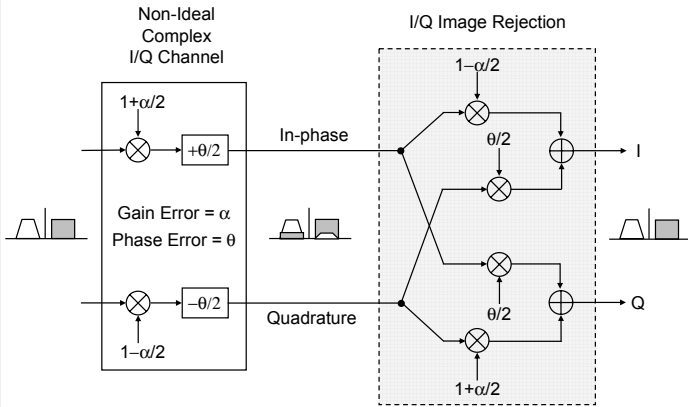 Non-Ideal
Complex
I/Q Channel
I/Q Image Rejection
1+α/2
+θ/2
In-phase
Gain Error = α
Phase Error = θ
−θ/2
Quadrature
1−α/2
1−α/2
θ/2
I
θ/2
Q
1+α/2